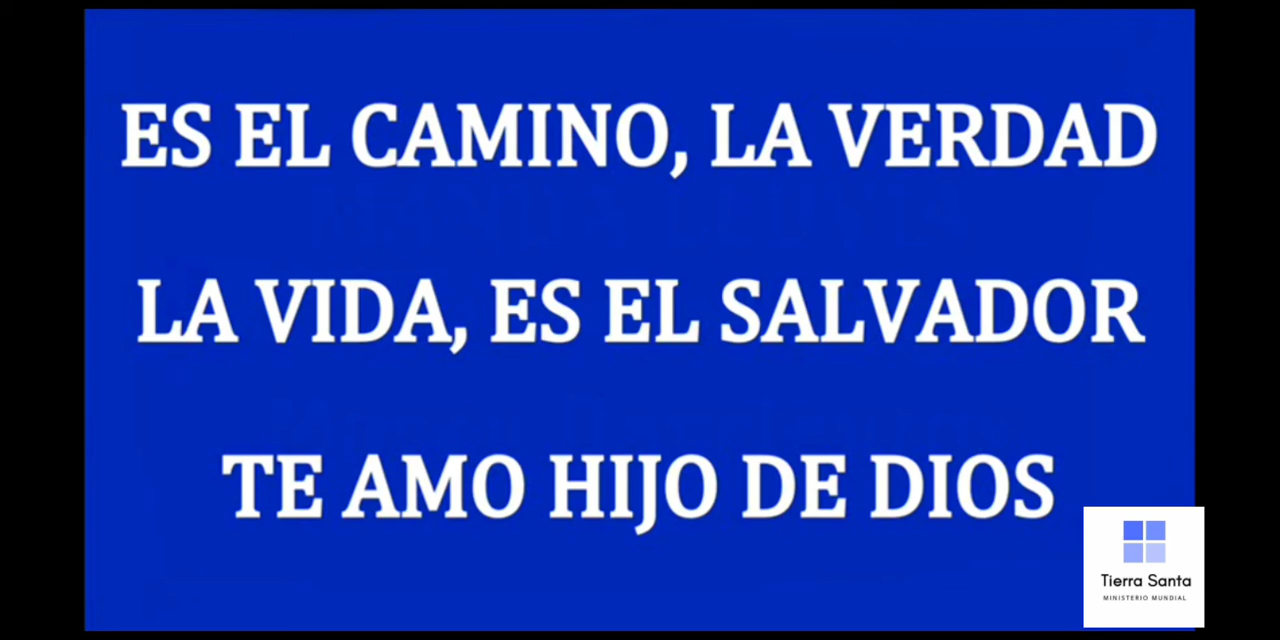 ES EL CAMINO, LA VERDAD
LA VIDA, ES EL SALVADOR
TE AMO HIJO DE DIOS
Tierra Santa
MINISTERIO MUNDIAL